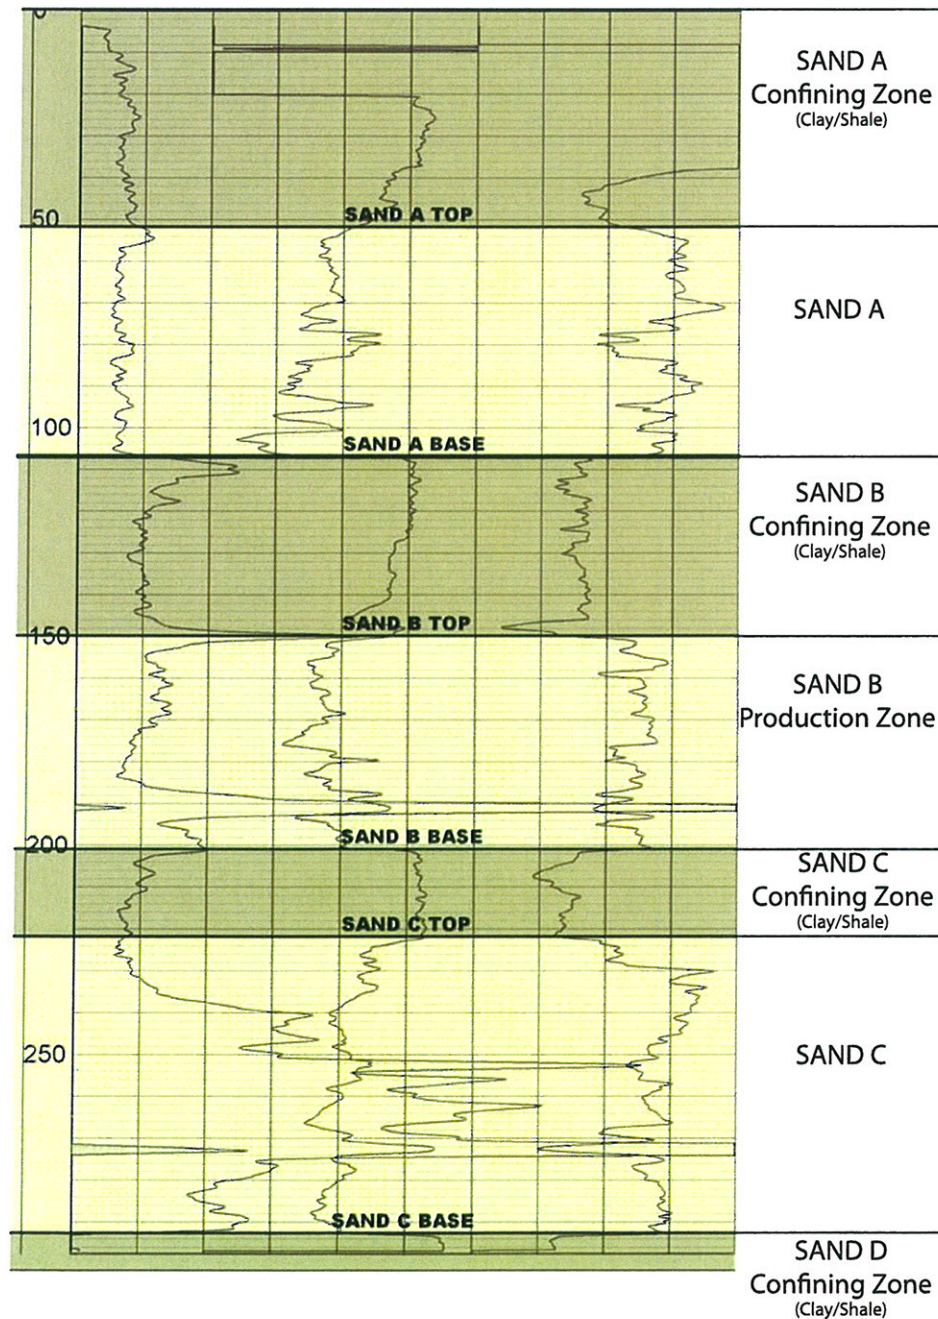 0
SAND A
Confining Zone
(Clay/Shale)
50
SAND A TOP
SAND A
100
SAND A BASE
SAND B
Confining Zone
(Clay/Shale)
SAND B TOP
150
SAND B
Production Zone
SAND B BASE
200
SAND C
Confining Zone
(Clay/Shale)
SAND C TOP
250
SAND C
SAND C BASE
SAND D
Confining Zone
(Clay/Shale)